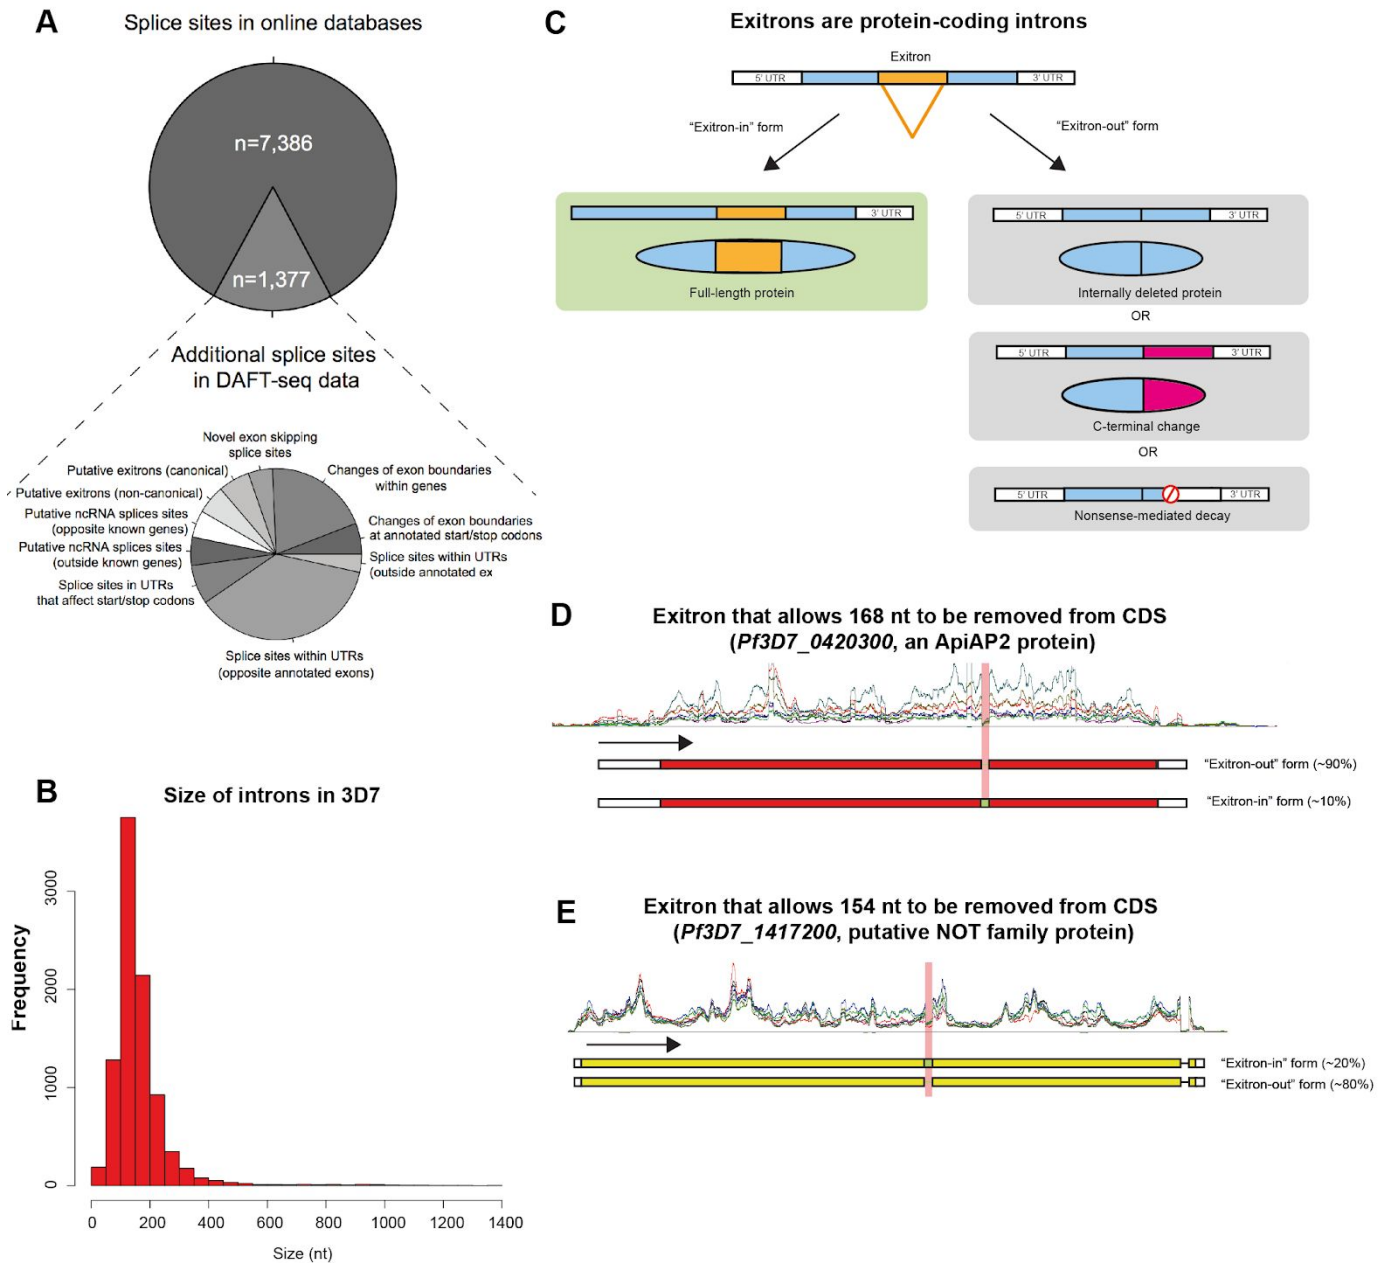 A
Splice sites in online databases
n=7,386
n=1,377
Additional splice sites
in DAFT-seq data
Novel exon skipping
splice sites
Putative exitrons (canonical)
Changes of exon boundaries
within genes
Putative exitrons (non-canonical)
Putative ncRNA splices sites
(opposite known genes)
Changes of exon boundaries
at annotated start/stop codons
Putative ncRNA splices sites
(outside known genes)
Splice sites within UTRs
(outside annotated ex
Splice sites in UTRs
that affect start/stop codons
Splice sites within UTRs
(opposite annotated exons)
B
Size of introns in 3D7
Frequency
3000
2000
1000
0
0 200 400 600 800 1000 1200 1400
Size (nt)
C
Exitrons are protein-coding introns
Exitron
5' UTR
3' UTR
"Exitron-in" form
"Exitron-out" form
3' UTR
Full-length protein
5' UTR
3' UTR
Internally deleted protein
OR
5' UTR
3' UTR
C-terminal change
OR
5' UTR
3' UTR
Nonsense-mediated decay
D
Exitron that allows 168 nt to be removed from CDS
(Pf3D7_0420300, an ApiAP2 protein)
"Exitron-out" form (~90%)
"Exitron-in" form (~10%)
E
Exitron that allows 154 nt to be removed from CDS
(Pf3D7_1417200, putative NOT family protein)
"Exitron-in" form (~20%)
"Exitron-out" form (~80%)